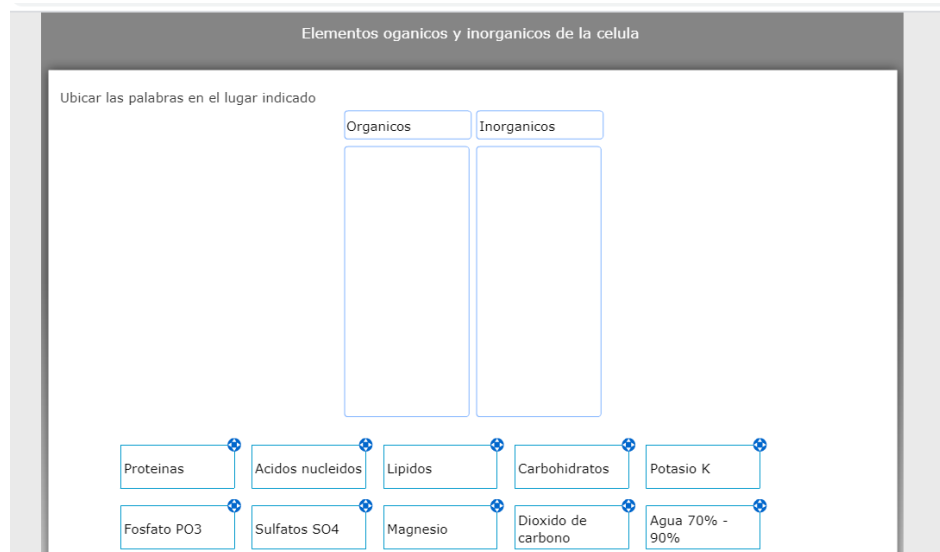 Elementos oganicos y inorganicos de la celula
Ubicar las palabras en el lugar indicado
Organicos
Inorganicos
Proteinas
Acidos nucleidos
Lipidos
Carbohidratos
Potasio K
Fosfato PO3
Sulfatos SO4
Magnesio
Dioxido de
carbono
Agua 70% -
90%